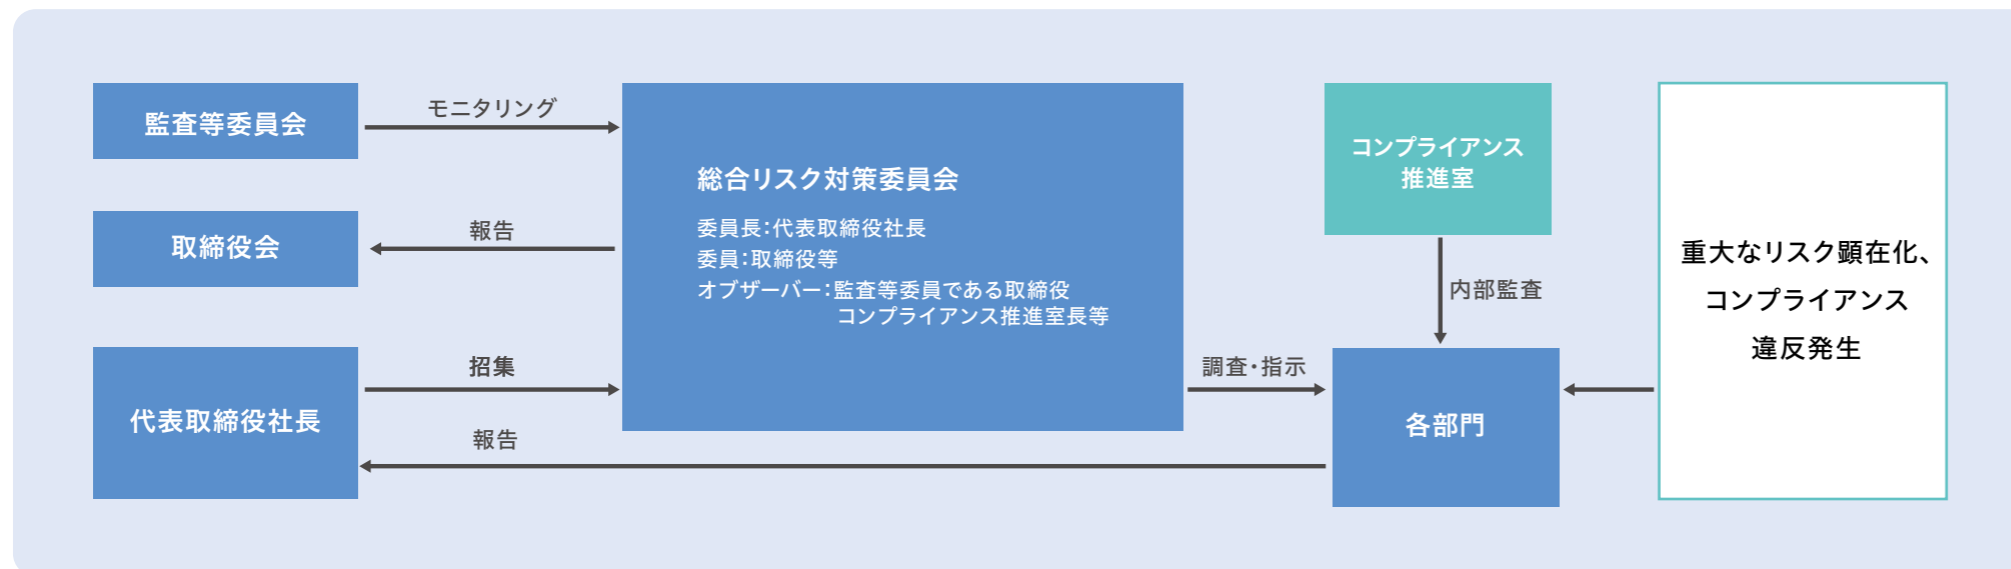 監査等委員会
モニタリング
取締役会
報告
代表取締役社長
招集
報告
総合リスク対策委員会
委員長：代表取締役社長
委員：取締役等
オブザーバー：監査等委員である取締役
コンプライアンス推進室長等
調査・指示
コンプライアンス
推進室
内部監査
各部門
重大なリスク顕在化、
コンプライアンス
違反発生